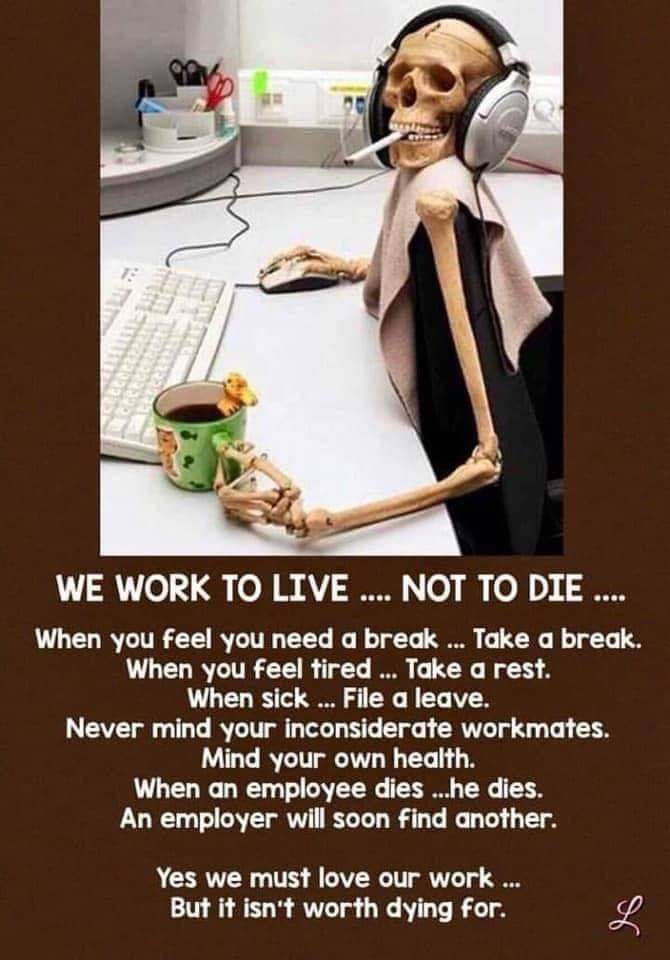 WE WORK TO LIVE .... NOT TO DIE ....
When you feel you need a break ... Take a break.
When you feel tired ... Take a rest.
When sick ... File a leave.
Never mind your inconsiderate workmates.
Mind your own health.
When an employee dies ...he dies.
An employer will soon find another.
Yes we must love our work ...
But it isn't worth dying for.
L